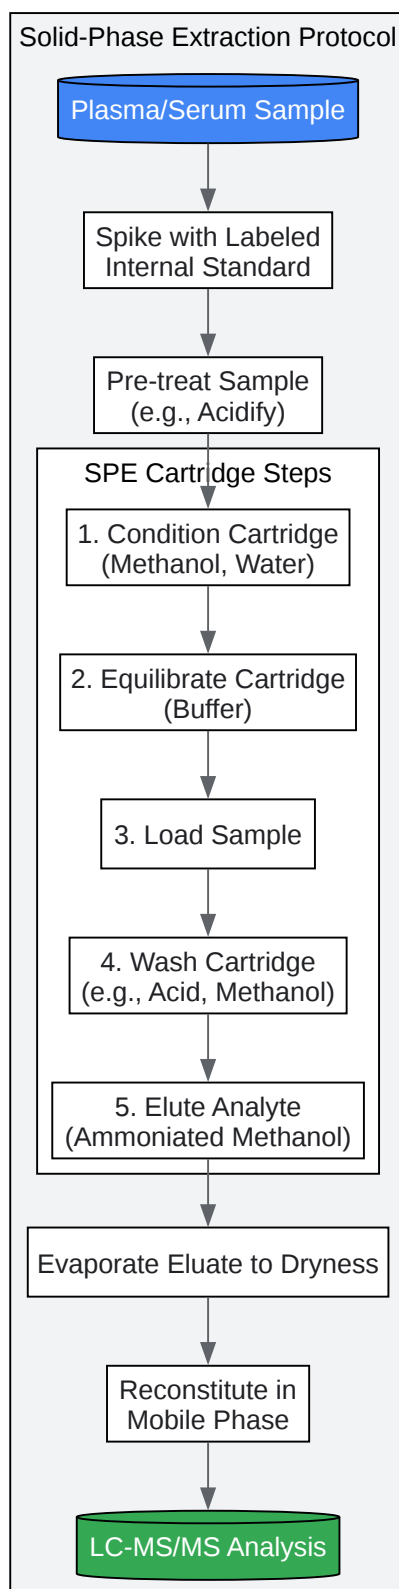 Solid-Phase Extraction Protocol
Plasma/Serum Sample
Spike with Labeled
Internal Standard
Pre-treat Sample
(e.g., Acidify)
SPE Cartridge Steps
1. Condition Cartridge
(Methanol, Water)
2. Equilibrate Cartridge
(Buffer)
3. Load Sample
4. Wash Cartridge
(e.g., Acid, Methanol)
5. Elute Analyte
(Ammoniated Methanol)
Evaporate Eluate to Dryness
Reconstitute in
Mobile Phase
LC-MS/MS Analysis